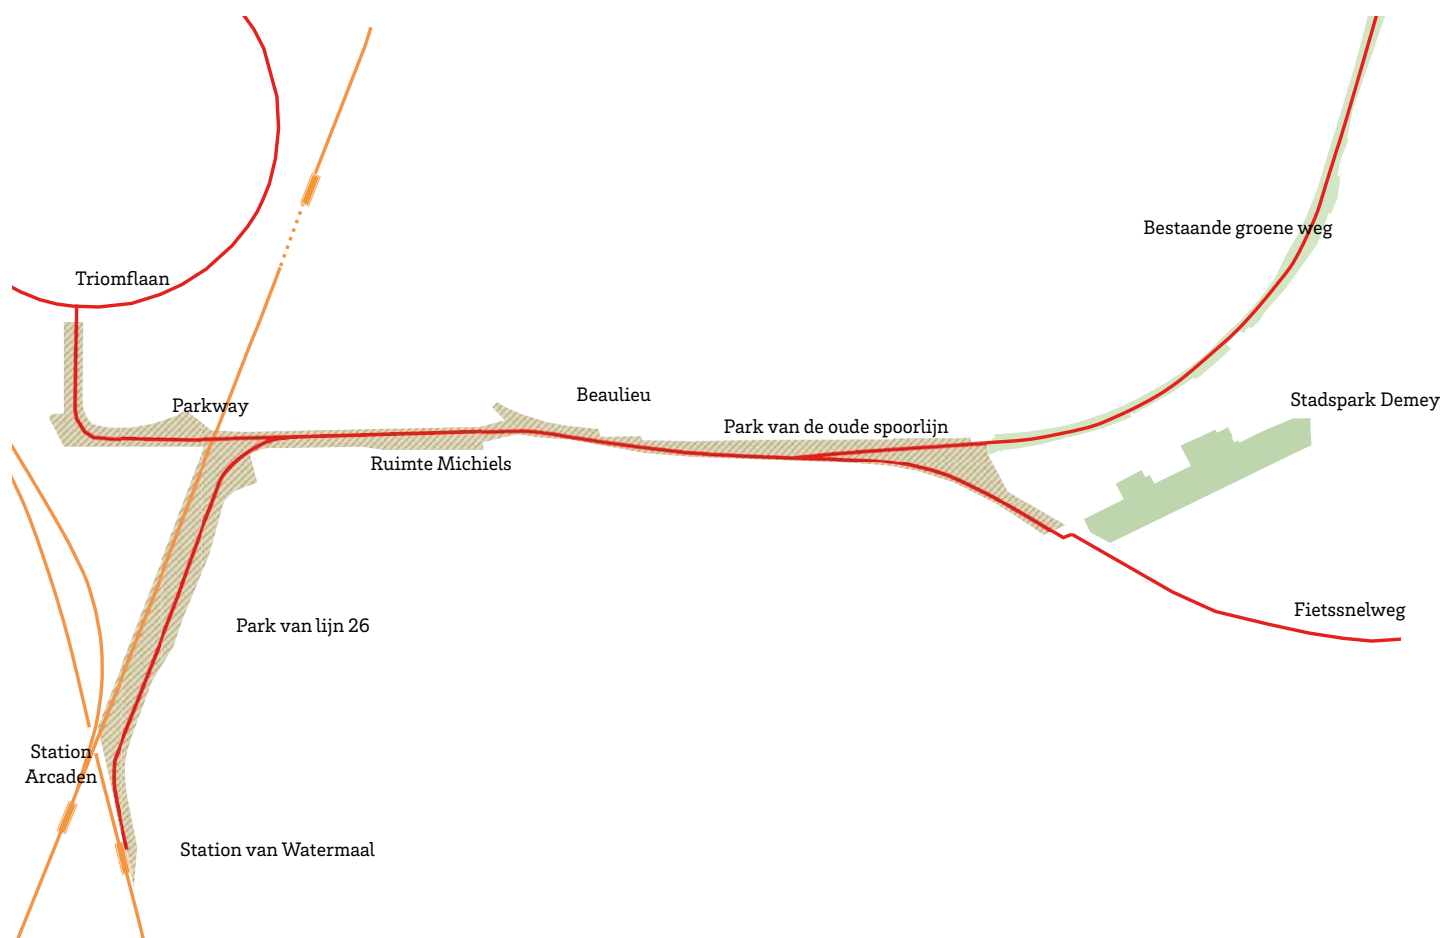 Bestaande groene weg
Triomflaan
Beaulieu
Stadspark Demey
Parkway
Park van de oude spoorlijn
Ruimte Michiels
Fietssnelweg
Park van lijn 26
Station
Arcaden
Station van Watermaal